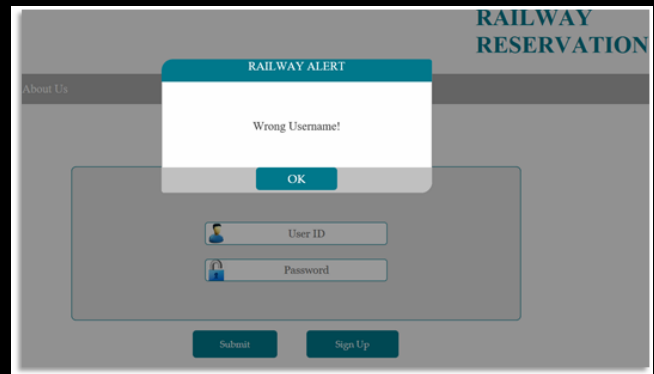 RAILWAY
RESERVATION
RAILWAY ALERT
About Us
Wrong Username!
OK
User ID
Password
Submit
Sign Up